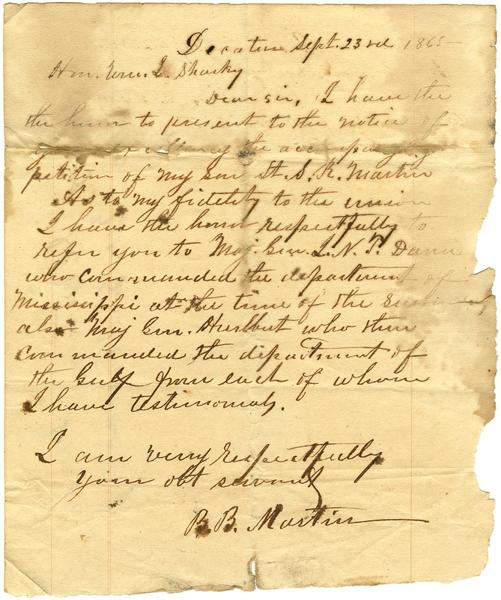 Decatur Sept. 23rd 1865
Hon. Wm. L. Sharky
Dear sir, I have the
the honor to present to the notice of
your excellency the accompanying
petition of my son St. S. R. Martin
As to my fidelity to the union
I have the honor respectfully to
refer you to Maj. Gen. L. N. T. Dana
who commanded the department of
Mississippi at the time of the
also Maj Gen. Hurlbut who then
commanded the department of
the Gulf from each of whom
I have testimonials.
I am very respectfully
your obt servant
B. B. Martin